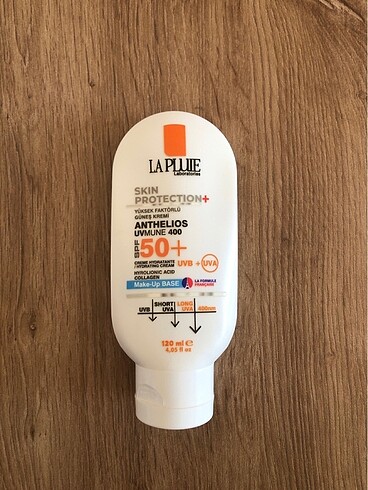 LA PLUIE
Laboratories
SKIN
PROTECTION+
YÜKSEK FAKTÖRLÜ
GÜNEŞ KREMİ
ANTHELIOS
UVMUNE 400
SPF 50+
CREME HYDRATANTE
/ HYDRATING CREAM
UVB + UVA
HYROLIONIC ACID
COLLAGEN
Make-Up BASE
LA FORMULE
FRANÇAISE
UVB
SHORT UVA
LONG UVA
400nm
120 ml e
4,05 fl oz